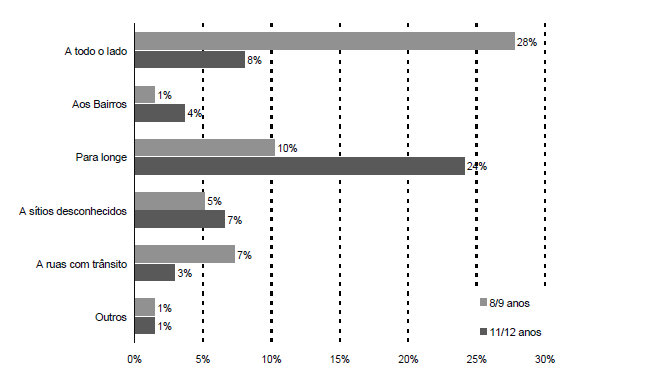 A todo o lado
28%
8%
Aos Bairros
1%
4%
Para longe
10%
24%
A sítios desconhecidos
5%
7%
A ruas com trânsito
7%
3%
Outros
1%
1%
8/9 anos
11/12 anos
0% 5% 10% 15% 20% 25% 30%